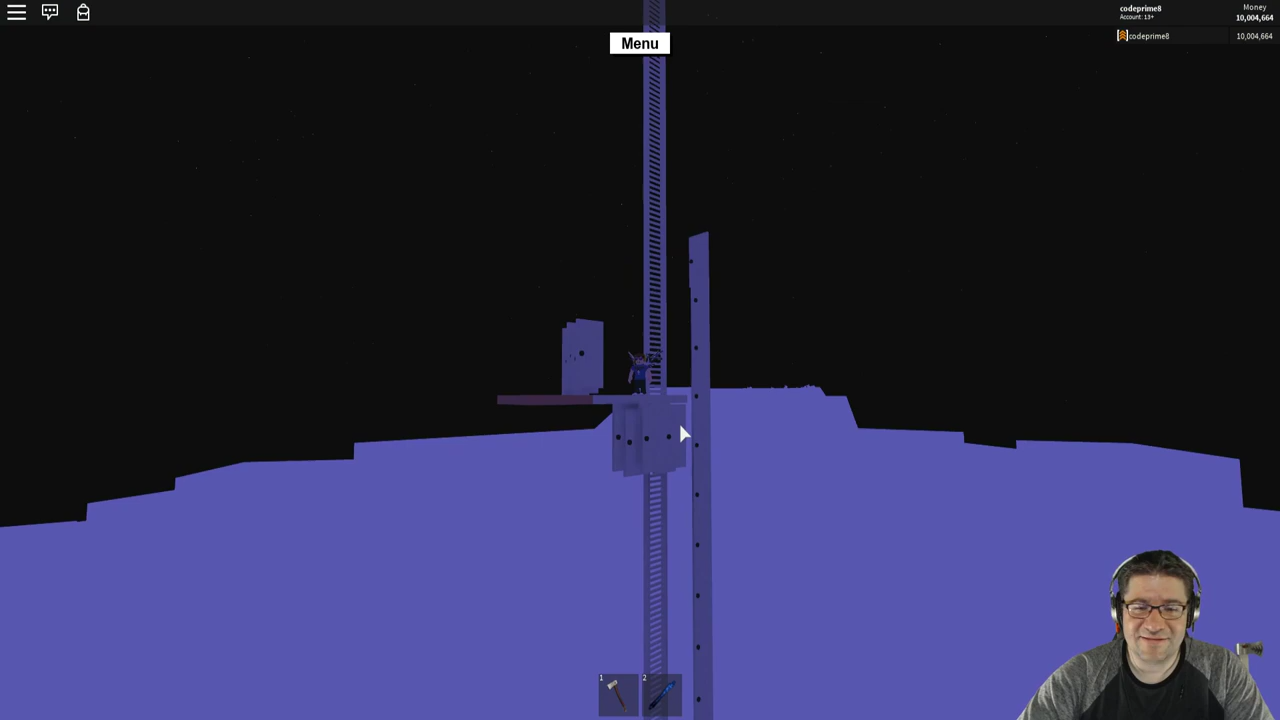 codeprime8
Account: 13+
Money
10,004,664
Menu
codeprime8
10,004,664
1
2